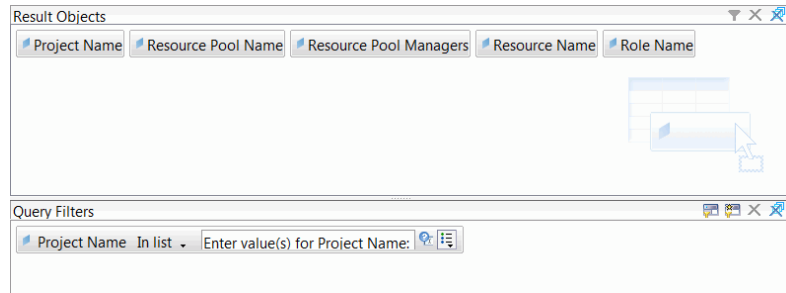 Result Objects
Project Name Resource Pool Name Resource Pool Managers Resource Name Role Name
Query Filters
Project Name In list Enter value(s) for Project Name: